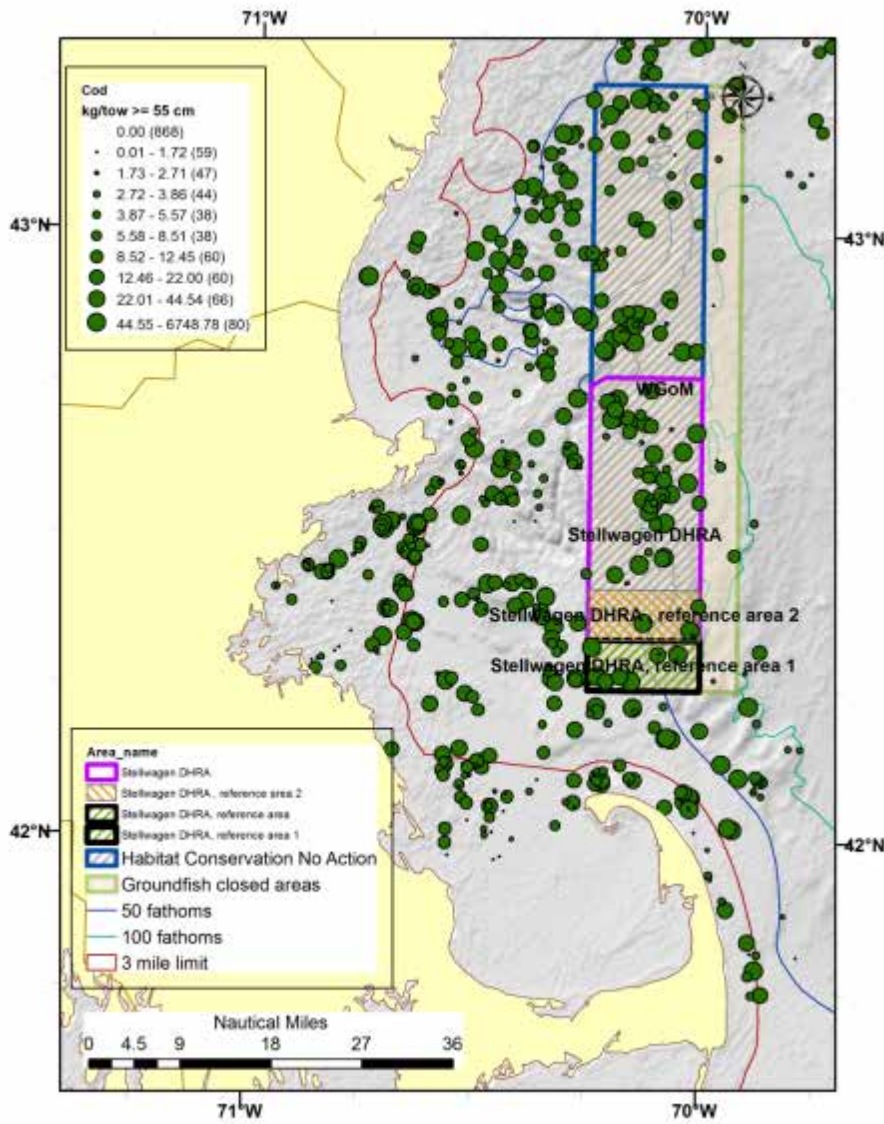 71°W
70°W
Cod
kg/tow >= 55 cm
0.00 (868)
0.01 - 1.72 (59)
1.73 - 2.71 (47)
2.72 - 3.86 (44)
3.87 - 5.57 (38)
5.58 - 8.51 (38)
8.52 - 12.45 (60)
12.46 - 22.00 (60)
22.01 - 44.54 (66)
44.55 - 6748.78 (80)
43°N
43°N
WGoM
Stellwagen DHRA
Stellwagen DHRA, reference area 2
Stellwagen DHRA, reference area 1
Area_name
Stellwagen DHRA
Stellwagen DHRA, reference area 2
Stellwagen DHRA, reference area
Stellwagen DHRA, reference area 1
Habitat Conservation No Action
Groundfish closed areas
50 fathoms
100 fathoms
3 mile limit
42°N
42°N
Nautical Miles
0 4.5 9 18 27 36
71°W
70°W